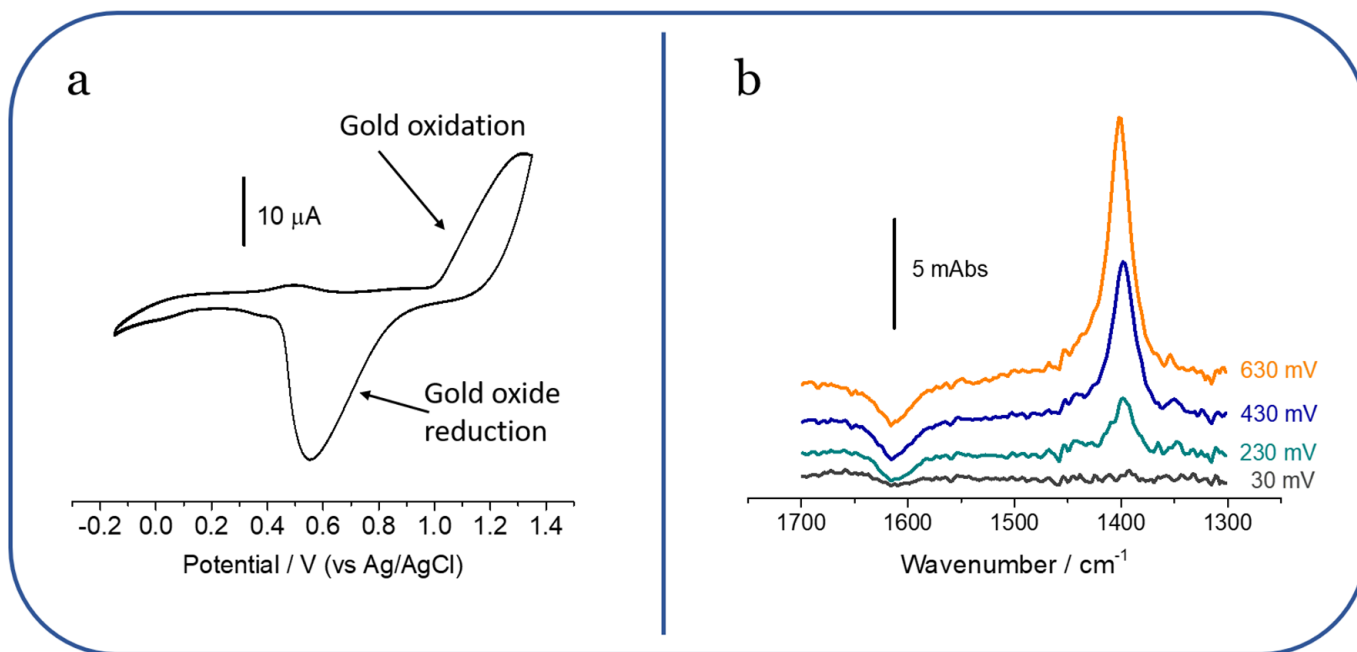 a
Gold oxidation
10 μA
Gold oxide
reduction
-0.2 0.0 0.2 0.4 0.6 0.8 1.0 1.2 1.4
Potential / V (vs Ag/AgCl)
b
5 mAbs
630 mV
430 mV
230 mV
30 mV
1700 1600 1500 1400 1300
Wavenumber / cm⁻¹